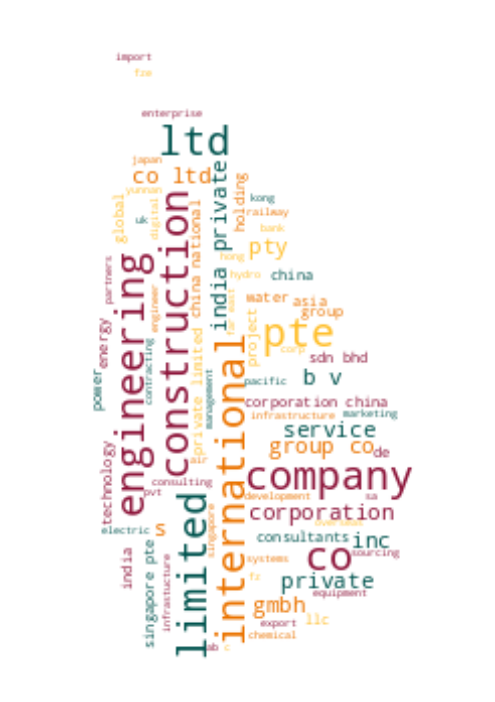 import
fze
enterprise
ltd
japan
co ltd
yunnan
global
uk
digital
india private
holding
kong
railway
bank
pty
hong
hydro
china
china national
construction
engineering
partners
engineer
energy
power
contracting
private limited
management
far east
water
asia
group
project
pte
corp
sdn bhd
pacific
b v
international
corporation china
infrastructure
marketing
service
group co
de
air
company
technology
consulting
pvt
development
sa
corporation
overseas
electric
s
limited
singapore
consultants
inc
co
sourcing
systems
fz
private
equipment
india
singapore pte
infrastucture
gmbh
llc
export
chemical
ab
c